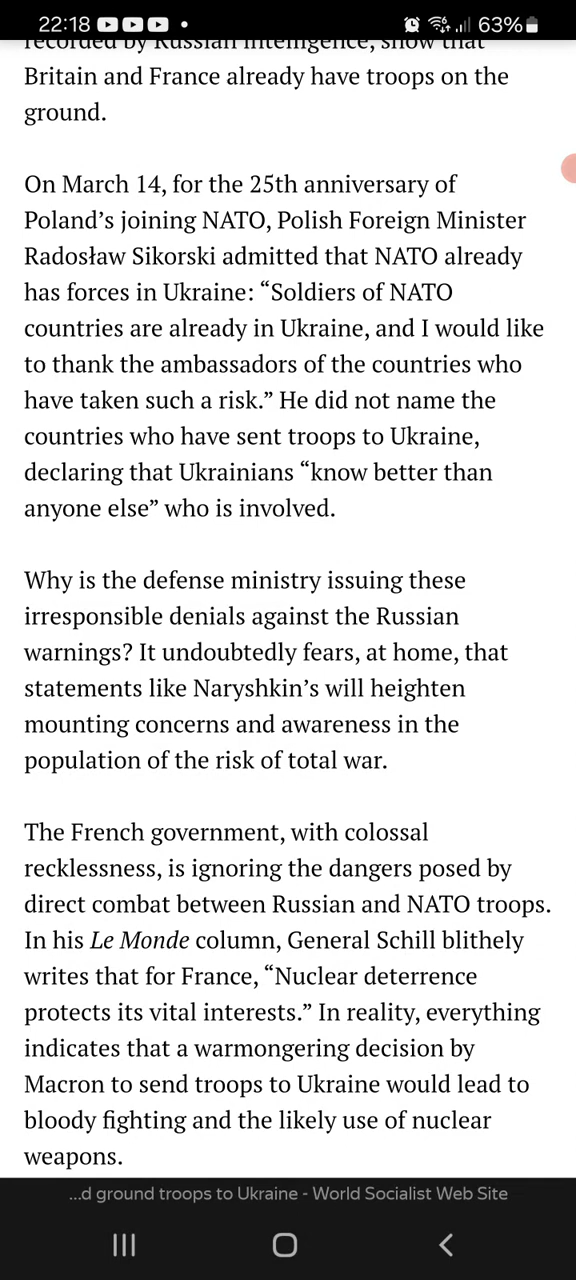 22:18
63%
recorded by Russian intelligence, show that
Britain and France already have troops on the
ground.
On March 14, for the 25th anniversary of
Poland’s joining NATO, Polish Foreign Minister
Radosław Sikorski admitted that NATO already
has forces in Ukraine: “Soldiers of NATO
countries are already in Ukraine, and I would like
to thank the ambassadors of the countries who
have taken such a risk.” He did not name the
countries who have sent troops to Ukraine,
declaring that Ukrainians “know better than
anyone else” who is involved.
Why is the defense ministry issuing these
irresponsible denials against the Russian
warnings? It undoubtedly fears, at home, that
statements like Naryshkin’s will heighten
mounting concerns and awareness in the
population of the risk of total war.
The French government, with colossal
recklessness, is ignoring the dangers posed by
direct combat between Russian and NATO troops.
In his Le Monde column, General Schill blithely
writes that for France, “Nuclear deterrence
protects its vital interests.” In reality, everything
indicates that a warmongering decision by
Macron to send troops to Ukraine would lead to
bloody fighting and the likely use of nuclear
weapons.
...d ground troops to Ukraine - World Socialist Web Site